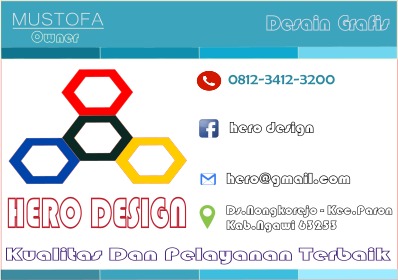 MUSTOFA
Owner
Desain Grafis
0812-3412-3200
hero design
hero@gmail.com
Ds.Nongkorejo - Kec.Paron
Kab.Ngawi 63253
HERO DESIGN
Kualitas Dan Pelayanan Terbaik